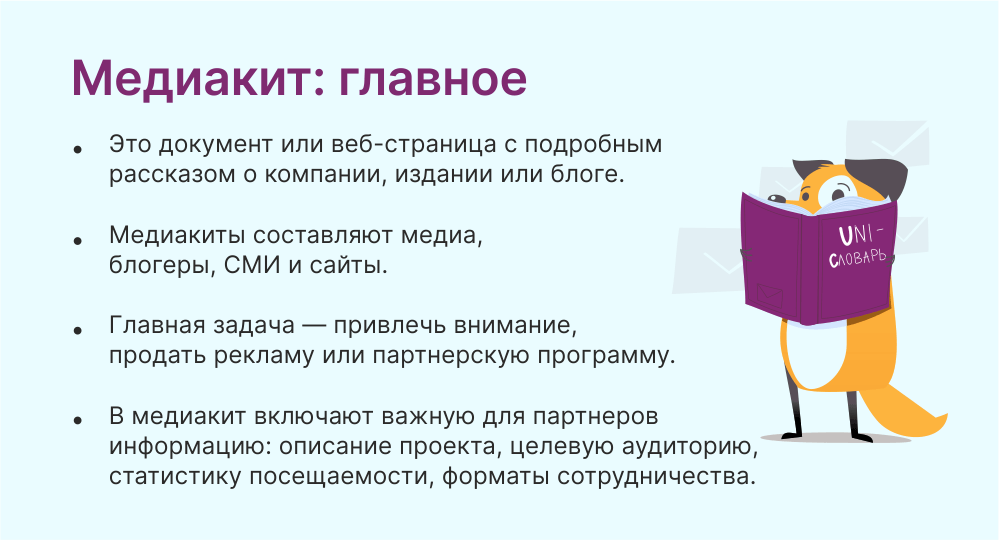 Медиакит: главное
• Это документ или веб-страница с подробным
рассказом о компании, издании или блоге.
• Медиакиты составляют медиа,
блогеры, СМИ и сайты.
• Главная задача — привлечь внимание,
продать рекламу или партнерскую программу.
• В медиакит включают важную для партнеров
информацию: описание проекта, целевую аудиторию,
статистику посещаемости, форматы сотрудничества.
UNI-
СЛОВАРЬ